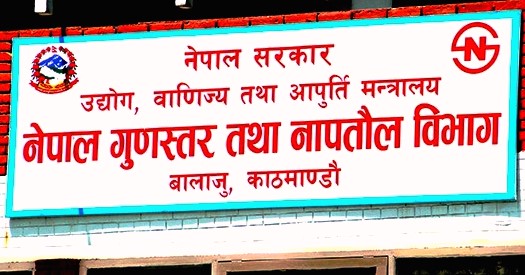 नेपाल सरकार
उद्योग, वाणिज्य तथा आपुर्ति मन्त्रालय
नेपाल गुणस्तर तथा नापतौल विभाग
बालाजु, काठमाण्डौ